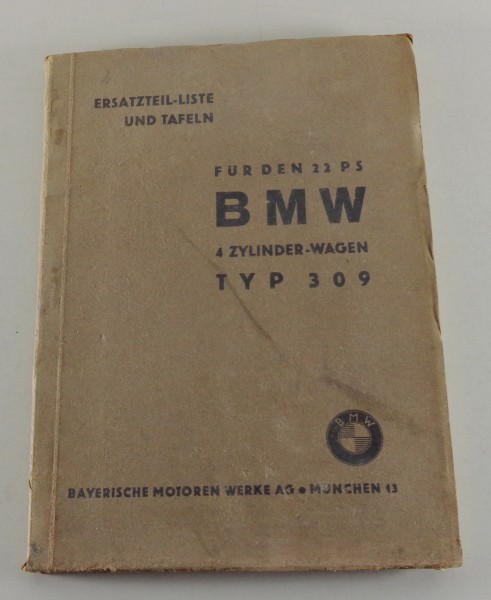 ERSATZTEIL-LISTE
UND TAFELN
FÜR DEN 22 PS
BMW
4 ZYLINDER-WAGEN
TYP 309
BMW
BAYERISCHE MOTOREN WERKE AG • MÜNCHEN 13